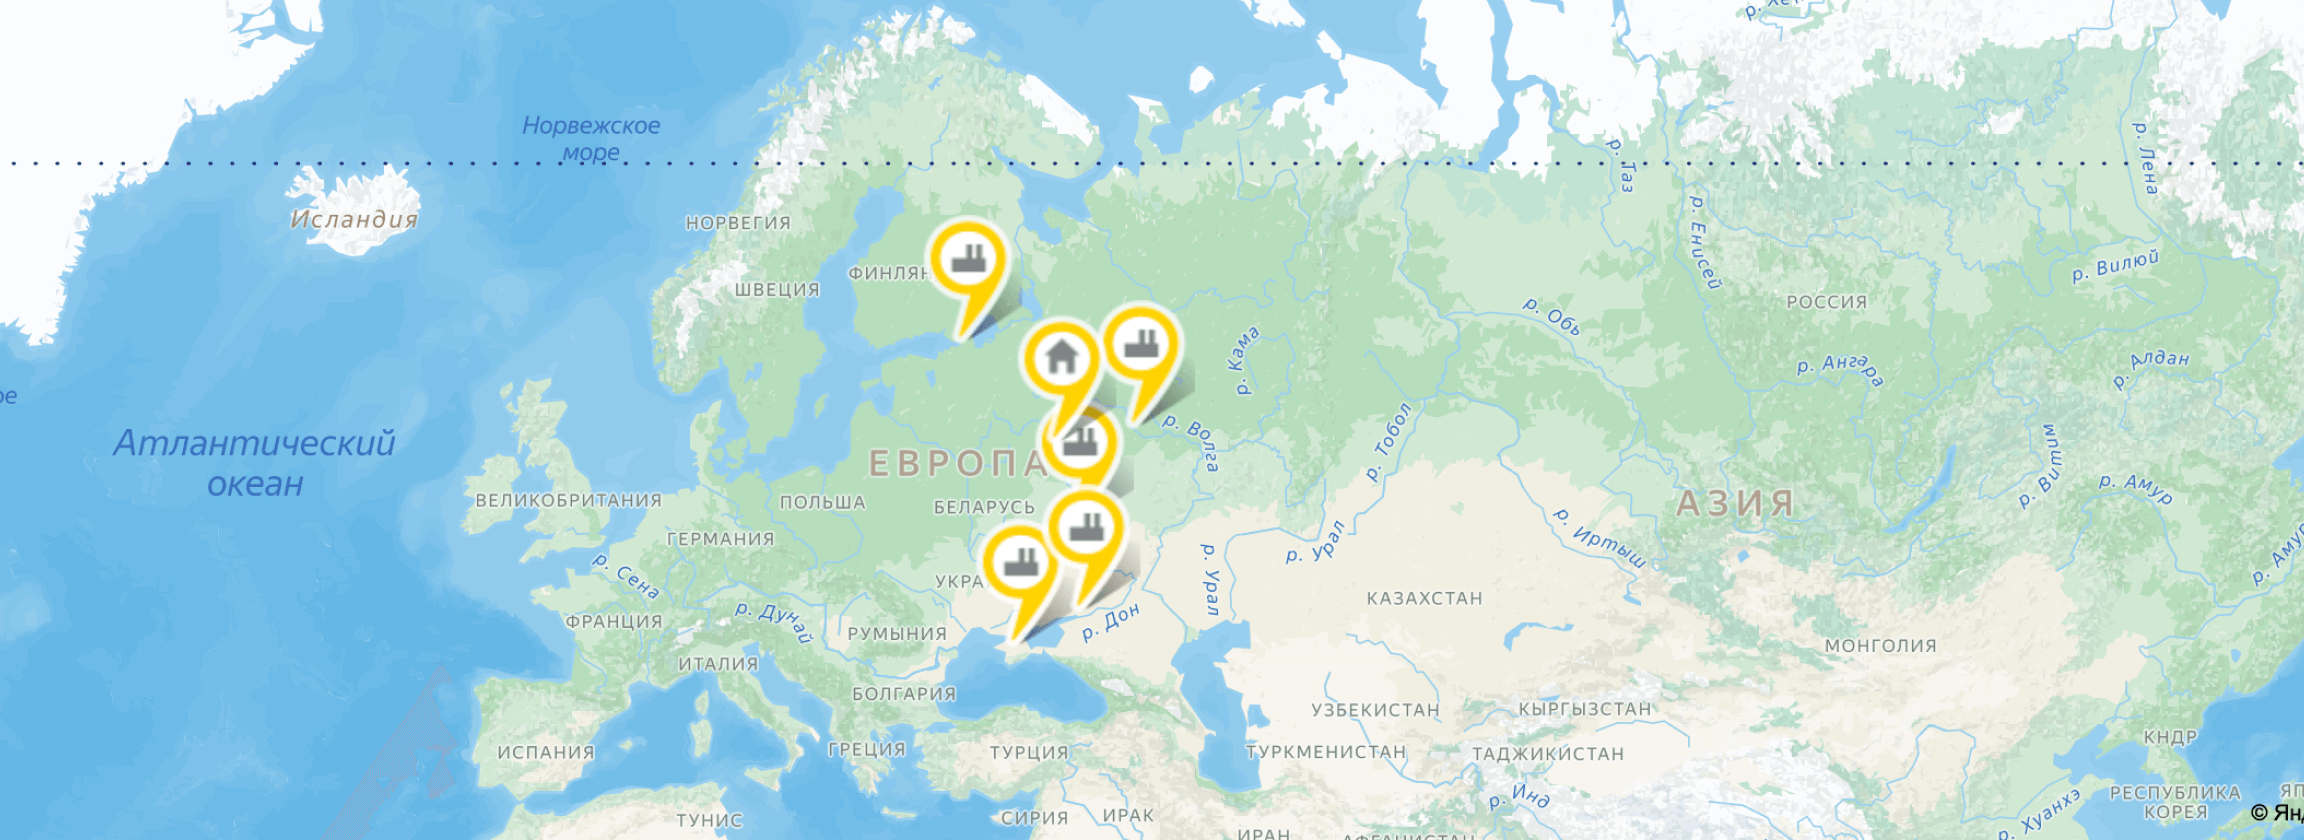 р. Хе
Норвежское
море
р. Таз
р. Лена
Исландия
НОРВЕГИЯ
р. Енисей
ФИНЛЯН
ШВЕЦИЯ
р. Вилюй
РОССИЯ
р. Обь
р. Кама
р. Ангара
р. Алдан
ое
Атлантический
океан
р. Волга
р. Тобол
р. Витим
ЕВРОПА
р. Амур
ВЕЛИКОБРИТАНИЯ
ПОЛЬША
БЕЛАРУСЬ
АЗИЯ
ГЕРМАНИЯ
р. Урал
р. Иртыш
р. Амур
р. Сена
УКРА
р. Урал
КАЗАХСТАН
ФРАНЦИЯ
р. Дунай
РУМЫНИЯ
р. Дон
МОНГОЛИЯ
ИТАЛИЯ
БОЛГАРИЯ
УЗБЕКИСТАН
КЫРГЫЗСТАН
КНДР
ИСПАНИЯ
ГРЕЦИЯ
ТУРЦИЯ
ТУРКМЕНИСТАН
ТАДЖИКИСТАН
р. Инд
РЕСПУБЛИКА
КОРЕЯ
ЯП
ТУНИС
СИРИЯ
ИРАК
р. Хуанхэ
© Янд
ИРАН
АФГАНИСТАН